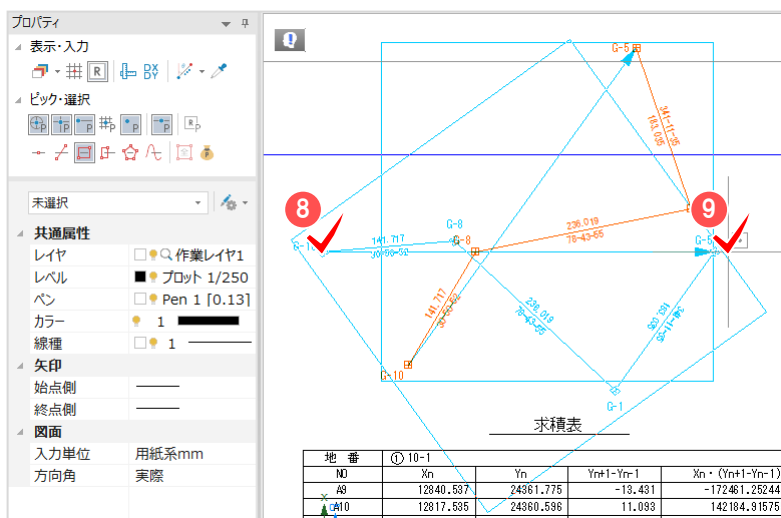 プロパティ
表示・入力
R
DX
DY
ピック・選択
P
P
P
P
P
P
R P
未選択
共通属性
レイヤ 作業レイヤ1
レベル プロット 1/250
ペン Pen 1 [0.13]
カラー 1
線種 1
矢印
始点側
終点側
図面
入力単位 用紙系mm
方向角 実際
G-5
341-11-35
183.035
8
9
G-8
236.019
78-43-55
141.717
G-8
G-5
141.717
236.019
78-43-55
G-10
G-1
求積表
地 番 ① 10-1
NO Xn Yn Yn+1-Yn-1 Xn・(Yn+1-Yn-1)
A9 12840.537 24361.775 -13.431 -172461.25244
A10 12817.535 24360.596 11.093 142184.91575